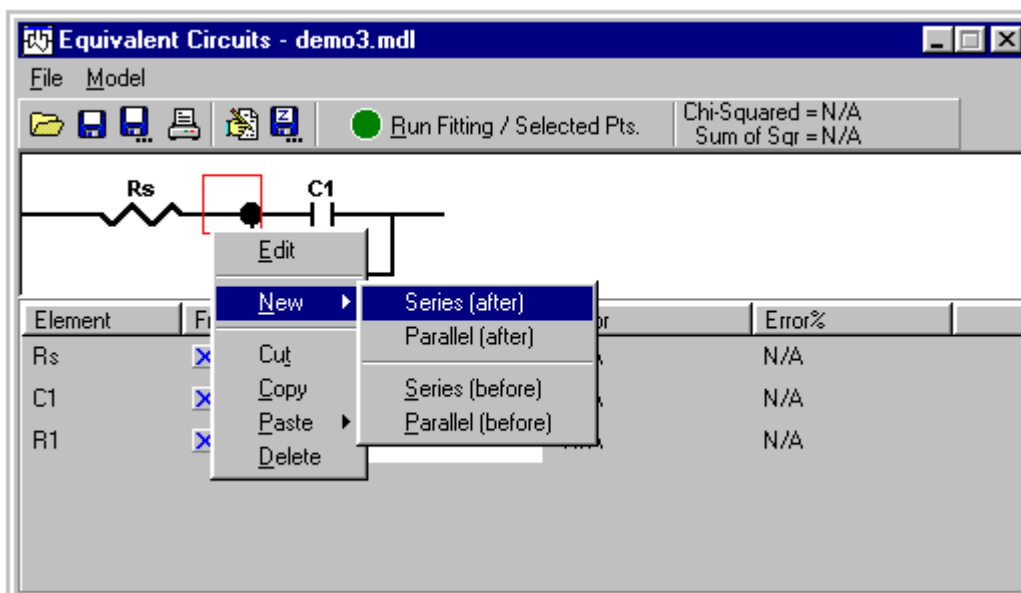 Equivalent Circuits - demo3.mdl
File Model
Run Fitting / Selected Pts.
Chi-Squared = N/A
Sum of Sqr = N/A
Rs
C1
Edit
New
Cut
Copy
Paste
Delete
Series (after)
Parallel (after)
Series (before)
Parallel (before)
Element Error%
Rs N/A
C1 N/A
R1 N/A